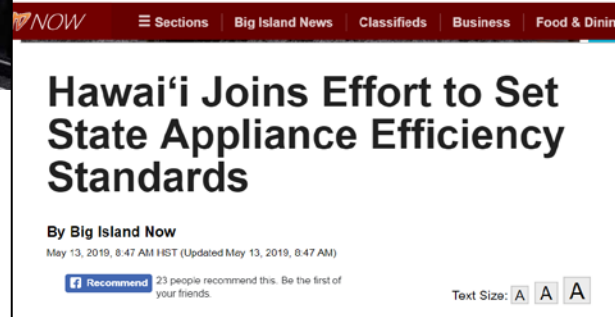 NOW ☰ Sections Big Island News Classifieds Business Food & Dinin
Hawai‘i Joins Effort to Set
State Appliance Efficiency
Standards
By Big Island Now
May 13, 2019, 8:47 AM HST (Updated May 13, 2019, 8:47 AM)
f Recommend 23 people recommend this. Be the first of
your friends.
Text Size: A A A